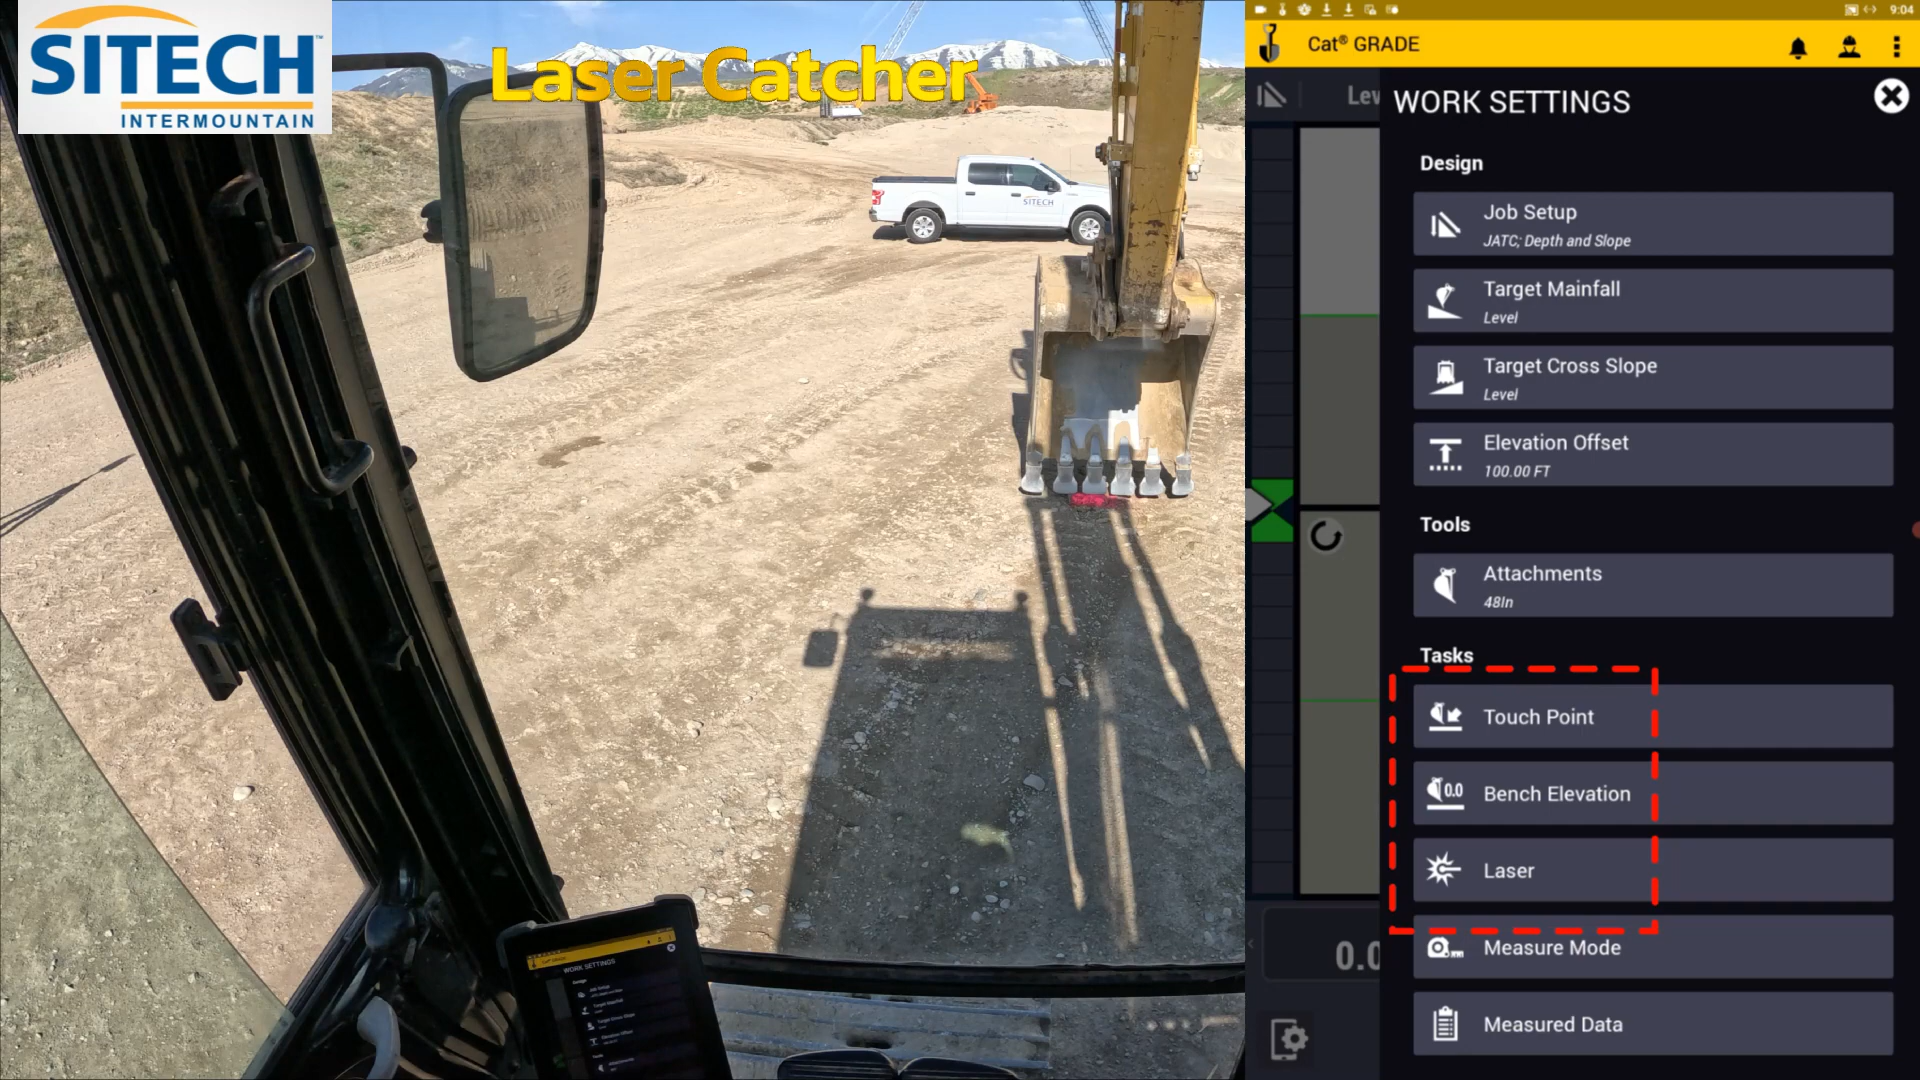 SITECH
INTERMOUNTAIN
Laser Catcher
SITECH
WORK SETTINGS
9:04
Cat® GRADE
Lev
WORK SETTINGS
Design
Job Setup
JATC; Depth and Slope
Target Mainfall
Level
Target Cross Slope
Level
Elevation Offset
100.00 FT
Tools
Attachments
48In
Tasks
Touch Point
0.0
Bench Elevation
Laser
Measure Mode
Measured Data
0.0